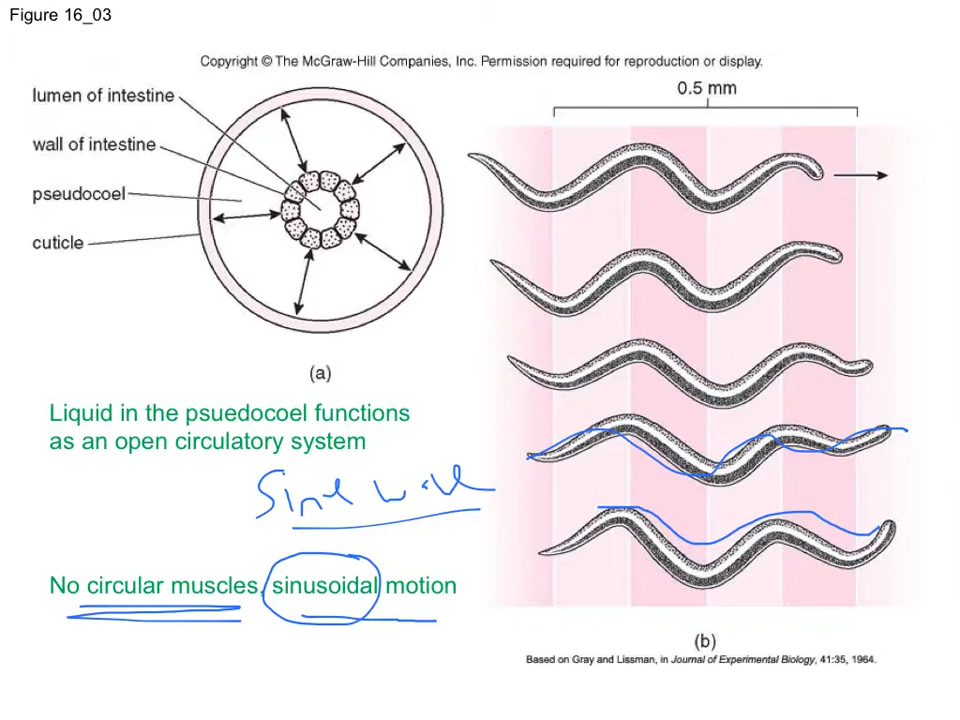 Figure 16_03
Copyright © The McGraw-Hill Companies, Inc. Permission required for reproduction or display.
lumen of intestine
wall of intestine
pseudocoel
cuticle
(a)
0.5 mm
Liquid in the psuedocoel functions
as an open circulatory system
Sine wave
No circular muscles, sinusoidal motion
(b)
Based on Gray and Lissman, in Journal of Experimental Biology, 41:35, 1964.